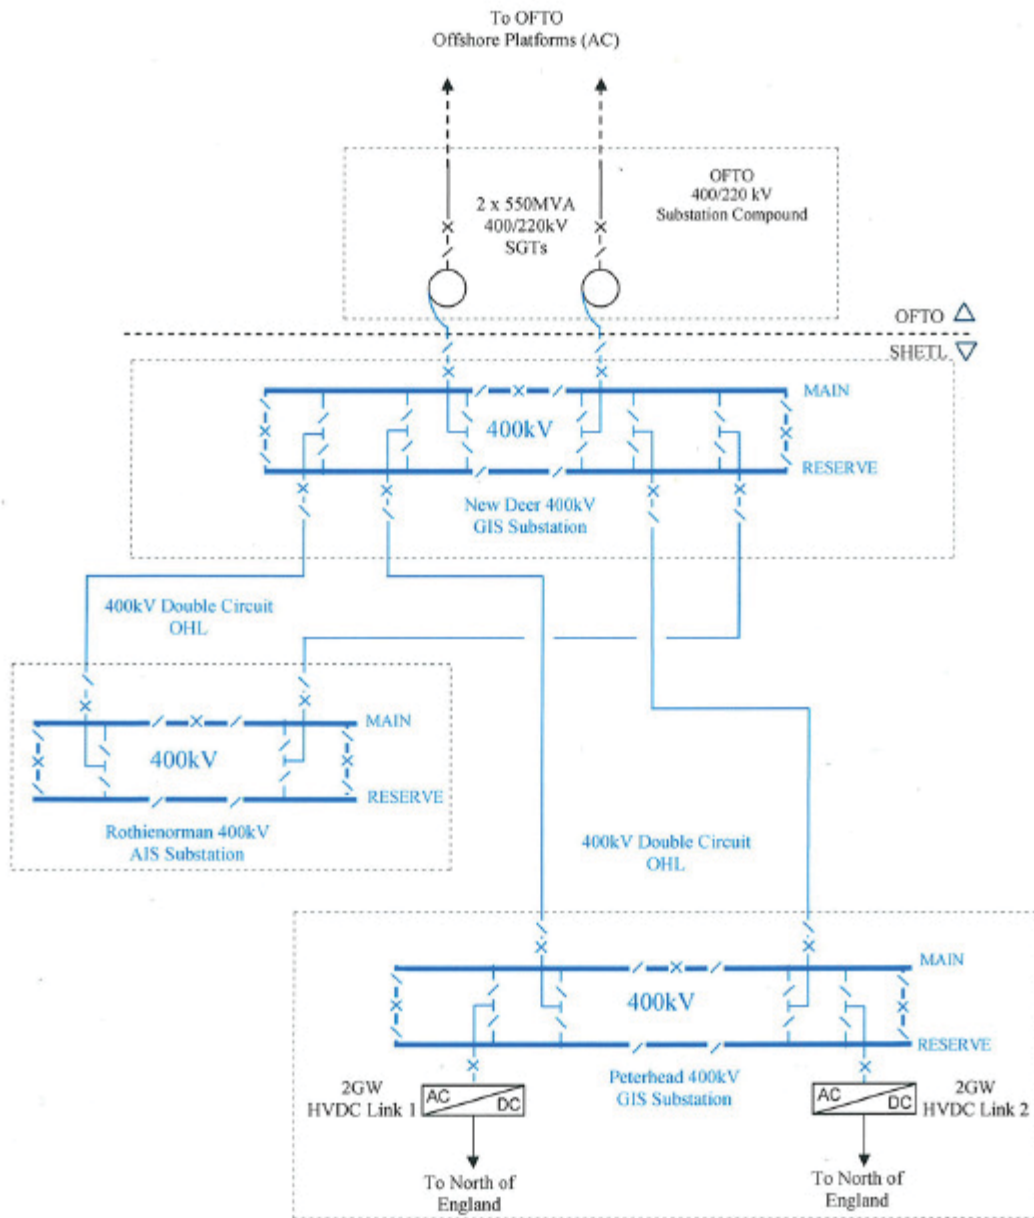 To OFTO
Offshore Platforms (AC)
OFTO
400/220 kV
Substation Compound
2 x 550MVA
400/220kV
SGTs
OFTO
SHETL
MAIN
400kV
RESERVE
New Deer 400kV
GIS Substation
400kV Double Circuit
OHL
MAIN
400kV
RESERVE
Rothienorman 400kV
AIS Substation
400kV Double Circuit
OHL
MAIN
400kV
RESERVE
Peterhead 400kV
GIS Substation
2GW
HVDC Link 1
AC
DC
AC
DC
2GW
HVDC Link 2
To North of
England
To North of
England